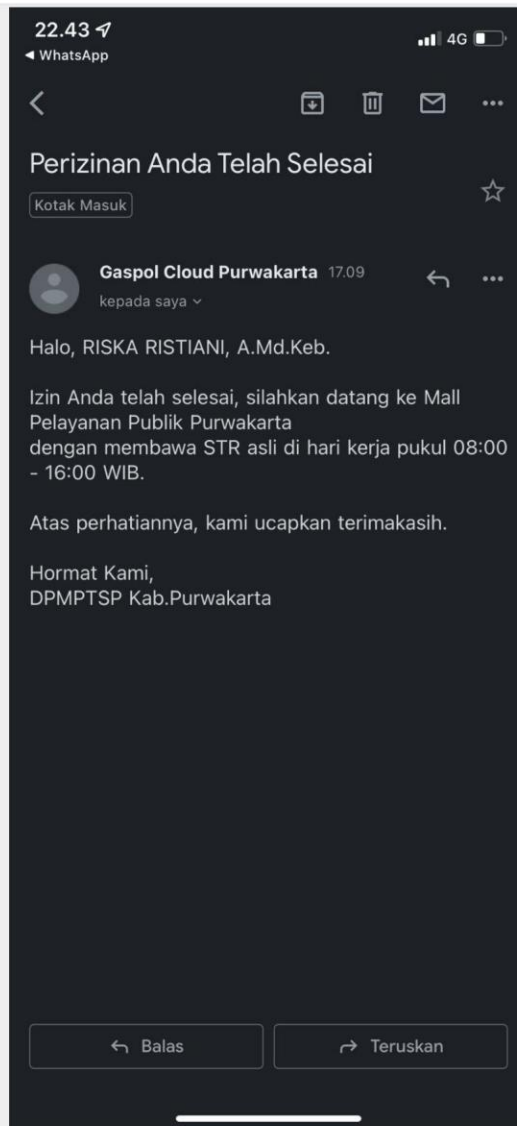 22.43
4G
◀ WhatsApp
Perizinan Anda Telah Selesai
Kotak Masuk
Gaspol Cloud Purwakarta 17.09
kepada saya
Halo, RISKA RISTIANI, A.Md.Keb.
Izin Anda telah selesai, silahkan datang ke Mall
Pelayanan Publik Purwakarta
dengan membawa STR asli di hari kerja pukul 08:00
- 16:00 WIB.
Atas perhatiannya, kami ucapkan terimakasih.
Hormat Kami,
DPMPTSP Kab.Purwakarta
Balas
Teruskan